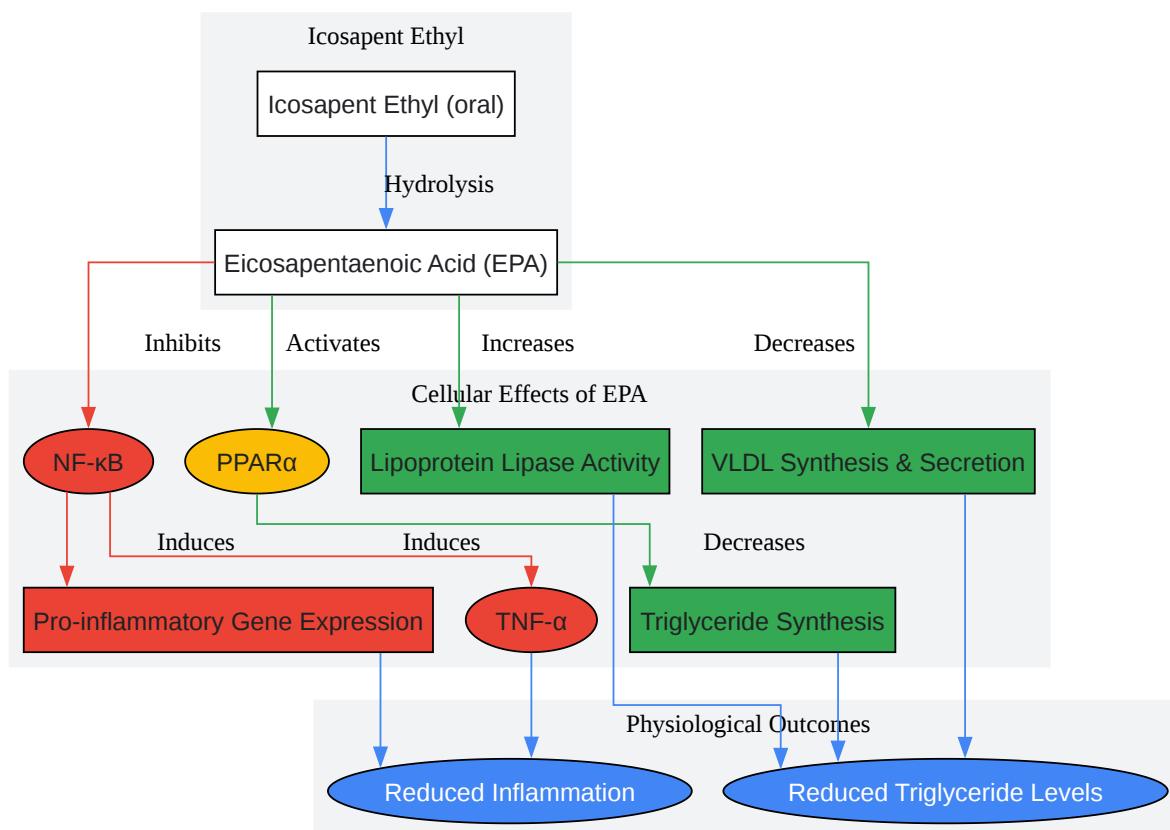 Icosapent Ethyl
Icosapent Ethyl (oral)
Hydrolysis
Eicosapentaenoic Acid (EPA)
Inhibits
Activates
Increases
Decreases
Cellular Effects of EPA
NF-κB
PPARα
Lipoprotein Lipase Activity
VLDL Synthesis & Secretion
Induces
Induces
Decreases
Pro-inflammatory Gene Expression
TNF-α
Triglyceride Synthesis
Physiological Outcomes
Reduced Inflammation
Reduced Triglyceride Levels